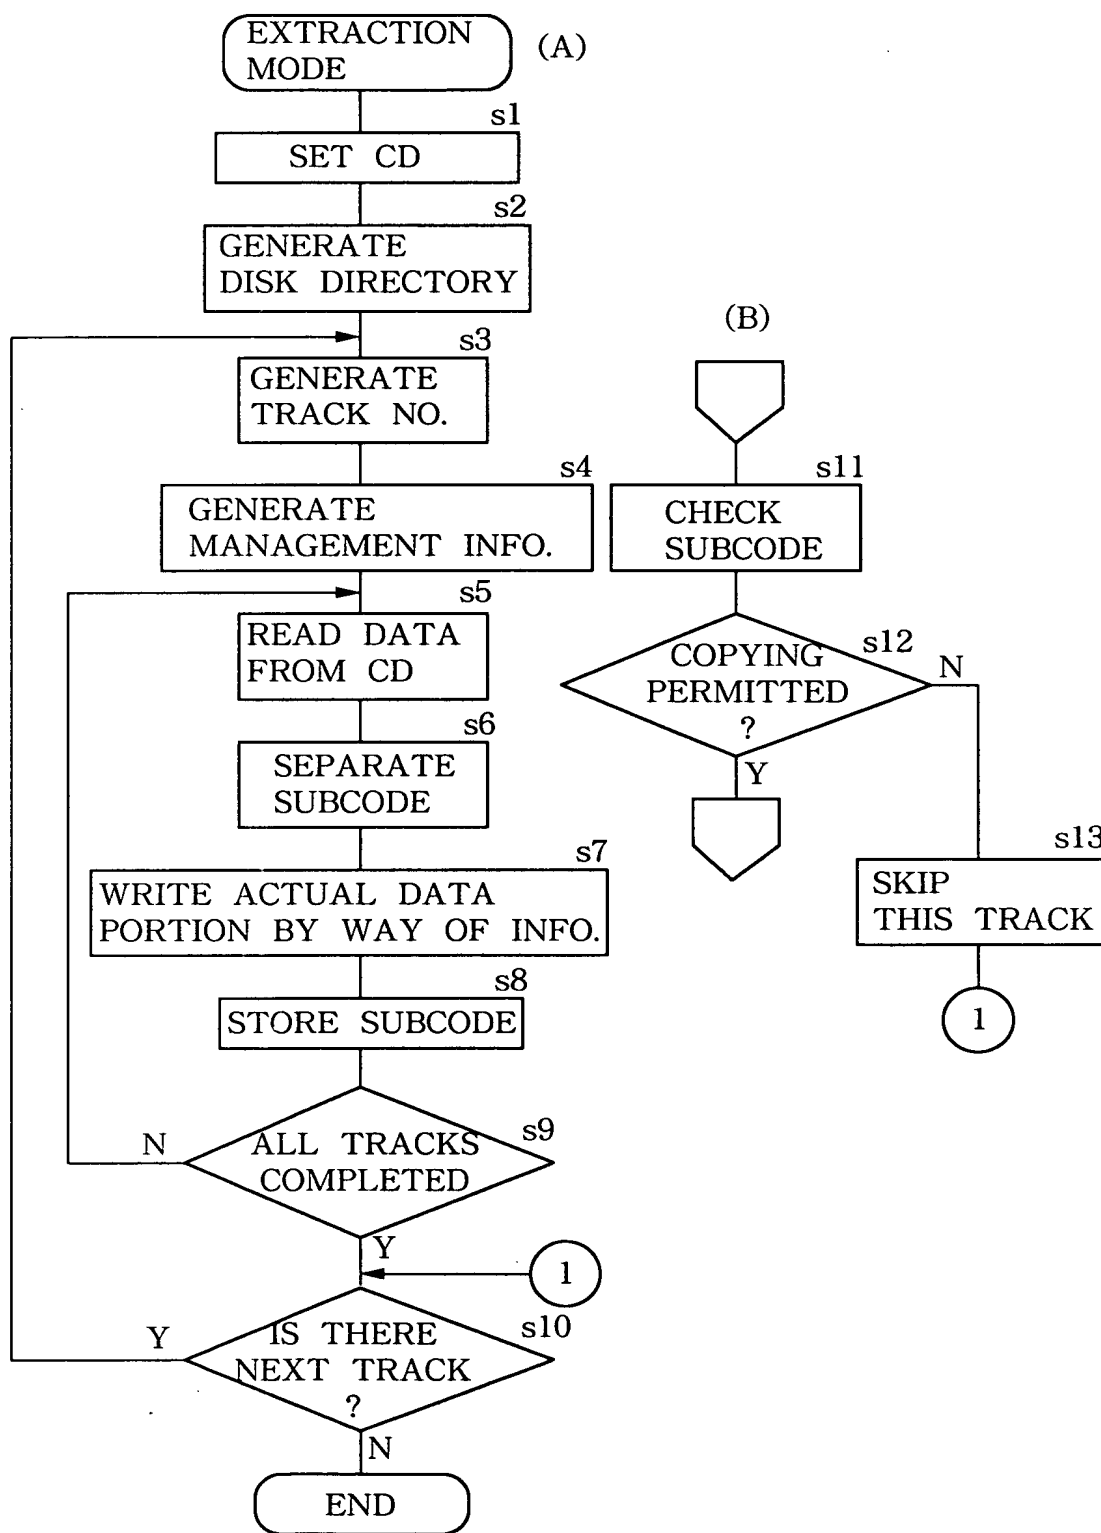 EXTRACTION
MODE
(A)
s1
SET CD
s2
GENERATE
DISK DIRECTORY
s3
GENERATE
TRACK NO.
s4
GENERATE
MANAGEMENT INFO.
s5
READ DATA
FROM CD
s6
SEPARATE
SUBCODE
s7
WRITE ACTUAL DATA
PORTION BY WAY OF INFO.
s8
STORE SUBCODE
s9
ALL TRACKS
COMPLETED
N
Y
1
s10
IS THERE
NEXT TRACK
?
Y
N
END
(B)
s11
CHECK
SUBCODE
s12
COPYING
PERMITTED
?
N
Y
s13
SKIP
THIS TRACK
1